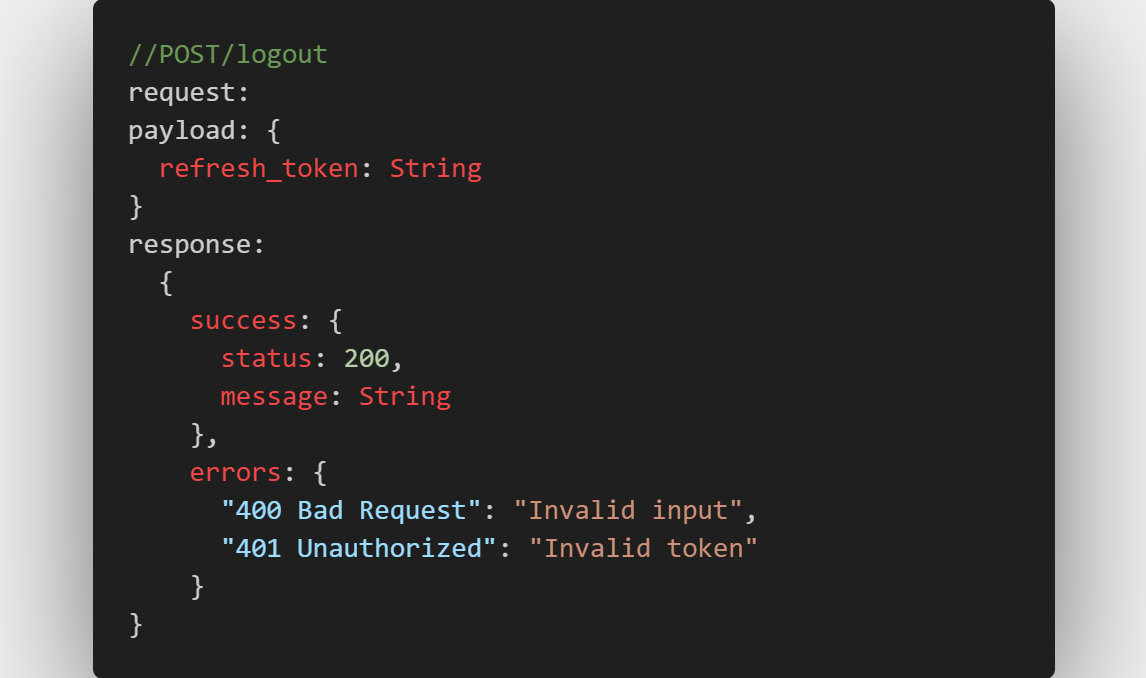 //POST/logout
request:
payload: {
  refresh_token: String
}
response:
  {
    success: {
      status: 200,
      message: String
    },
    errors: {
      "400 Bad Request": "Invalid input",
      "401 Unauthorized": "Invalid token"
    }
}